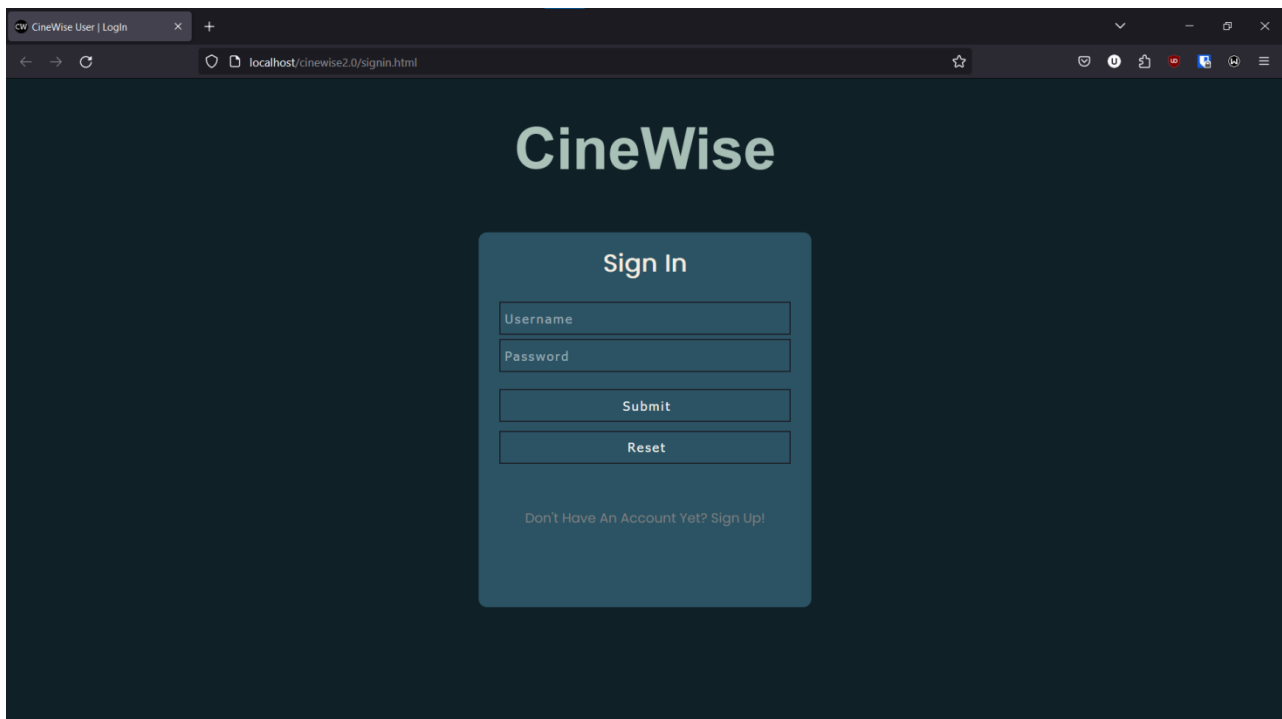 CW CineWise User | LogIn
localhost/cinewise2.0/signin.html
CineWise
Sign In
Username
Password
Submit
Reset
Don't Have An Account Yet? Sign Up!